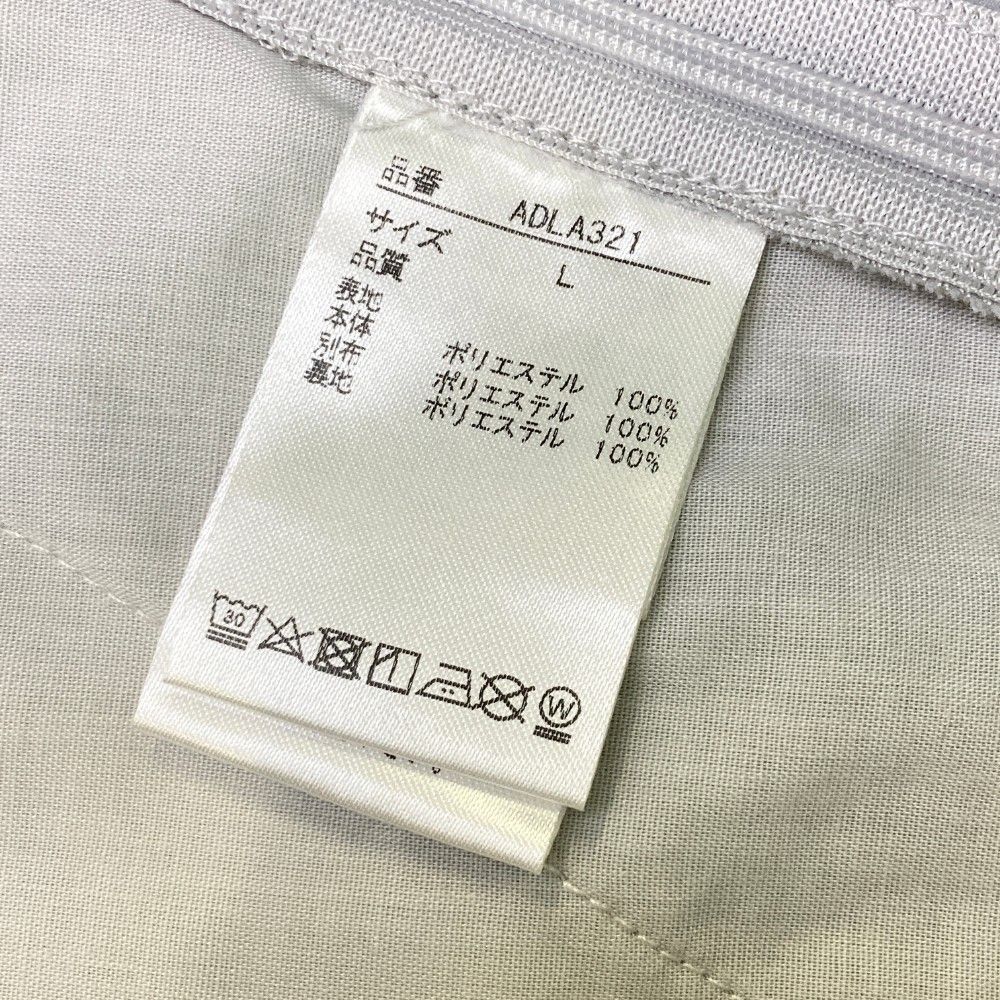 品番 ADLA321
サイズ L
品質
表地
本体 ポリエステル 100%
別布 ポリエステル 100%
裏地 ポリエステル 100%
30
W